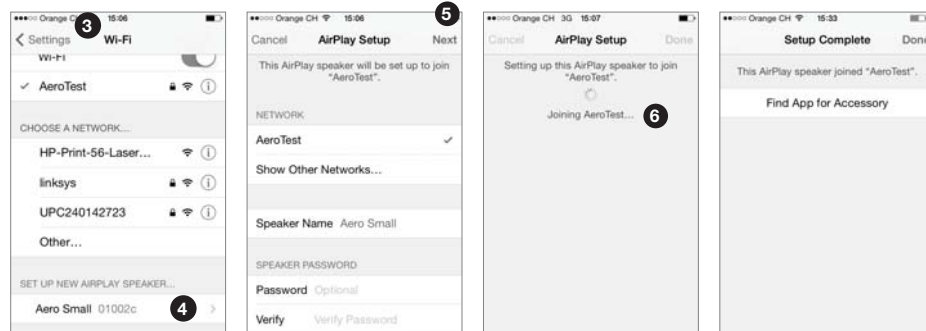 Orange CH 15:06
3
Settings Wi-Fi
Wi-Fi
AeroTest
CHOOSE A NETWORK...
HP-Print-56-Laser...
linksys
UPC240142723
Other...
SET UP NEW AIRPLAY SPEAKER...
Aero Small 01002c
4
Orange CH 15:06
5
Cancel AirPlay Setup Next
This AirPlay speaker will be set up to join
“AeroTest”.
NETWORK
AeroTest
Show Other Networks...
Speaker Name Aero Small
SPEAKER PASSWORD
Password Optional
Verify Verify Password
Orange CH 3G 15:07
Cancel AirPlay Setup Done
Setting up this AirPlay speaker to join
“AeroTest”.
Joining AeroTest...
6
Orange CH 15:33
Setup Complete Done
This AirPlay speaker joined “AeroTest”.
Find App for Accessory